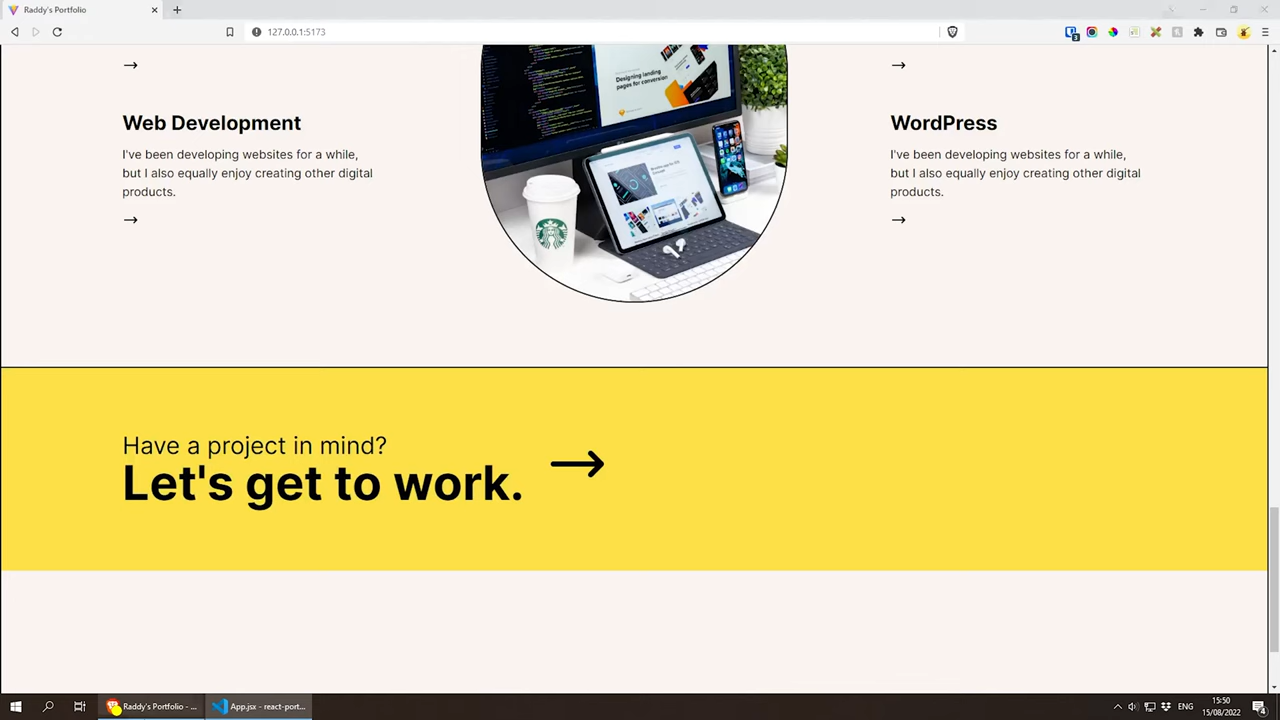 Raddy's Portfolio
127.0.0.1:5173
3
Designing landing
pages for conversion
Web Development
I've been developing websites for a while,
but I also equally enjoy creating other digital
products.
WordPress
I've been developing websites for a while,
but I also equally enjoy creating other digital
products.
Have a project in mind?
Let's get to work.
Raddy's Portfolio - ...
App.jsx - react-port...
ENG
15:50
15/08/2022
4